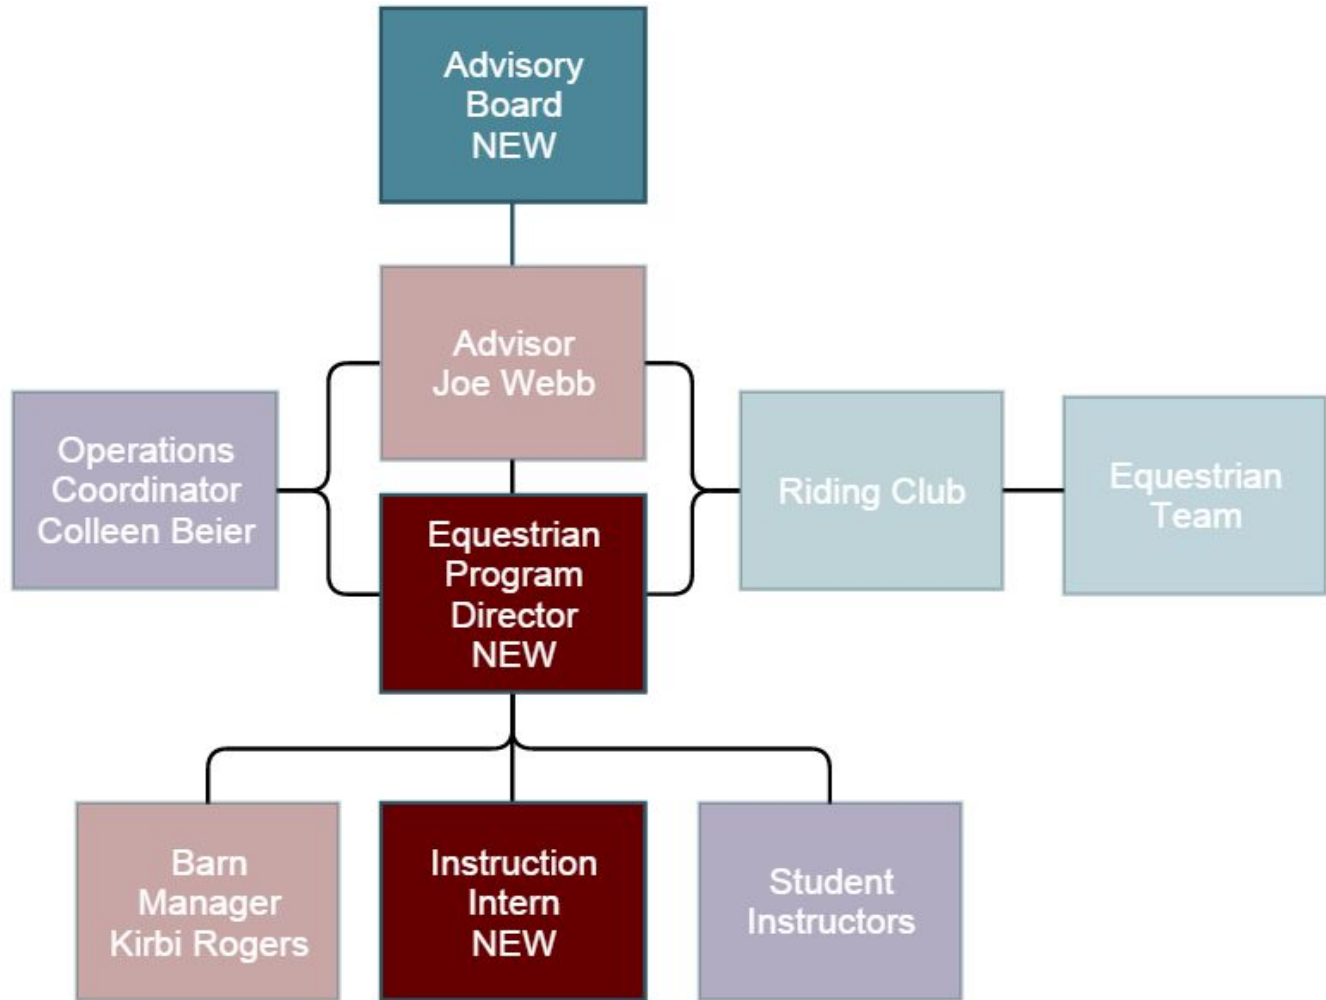 Advisory
Board
NEW
Advisor
Joe Webb
Operations
Coordinator
Colleen Beier
Equestrian
Program
Director
NEW
Riding Club
Equestrian
Team
Barn
Manager
Kirbi Rogers
Instruction
Intern
NEW
Student
Instructors